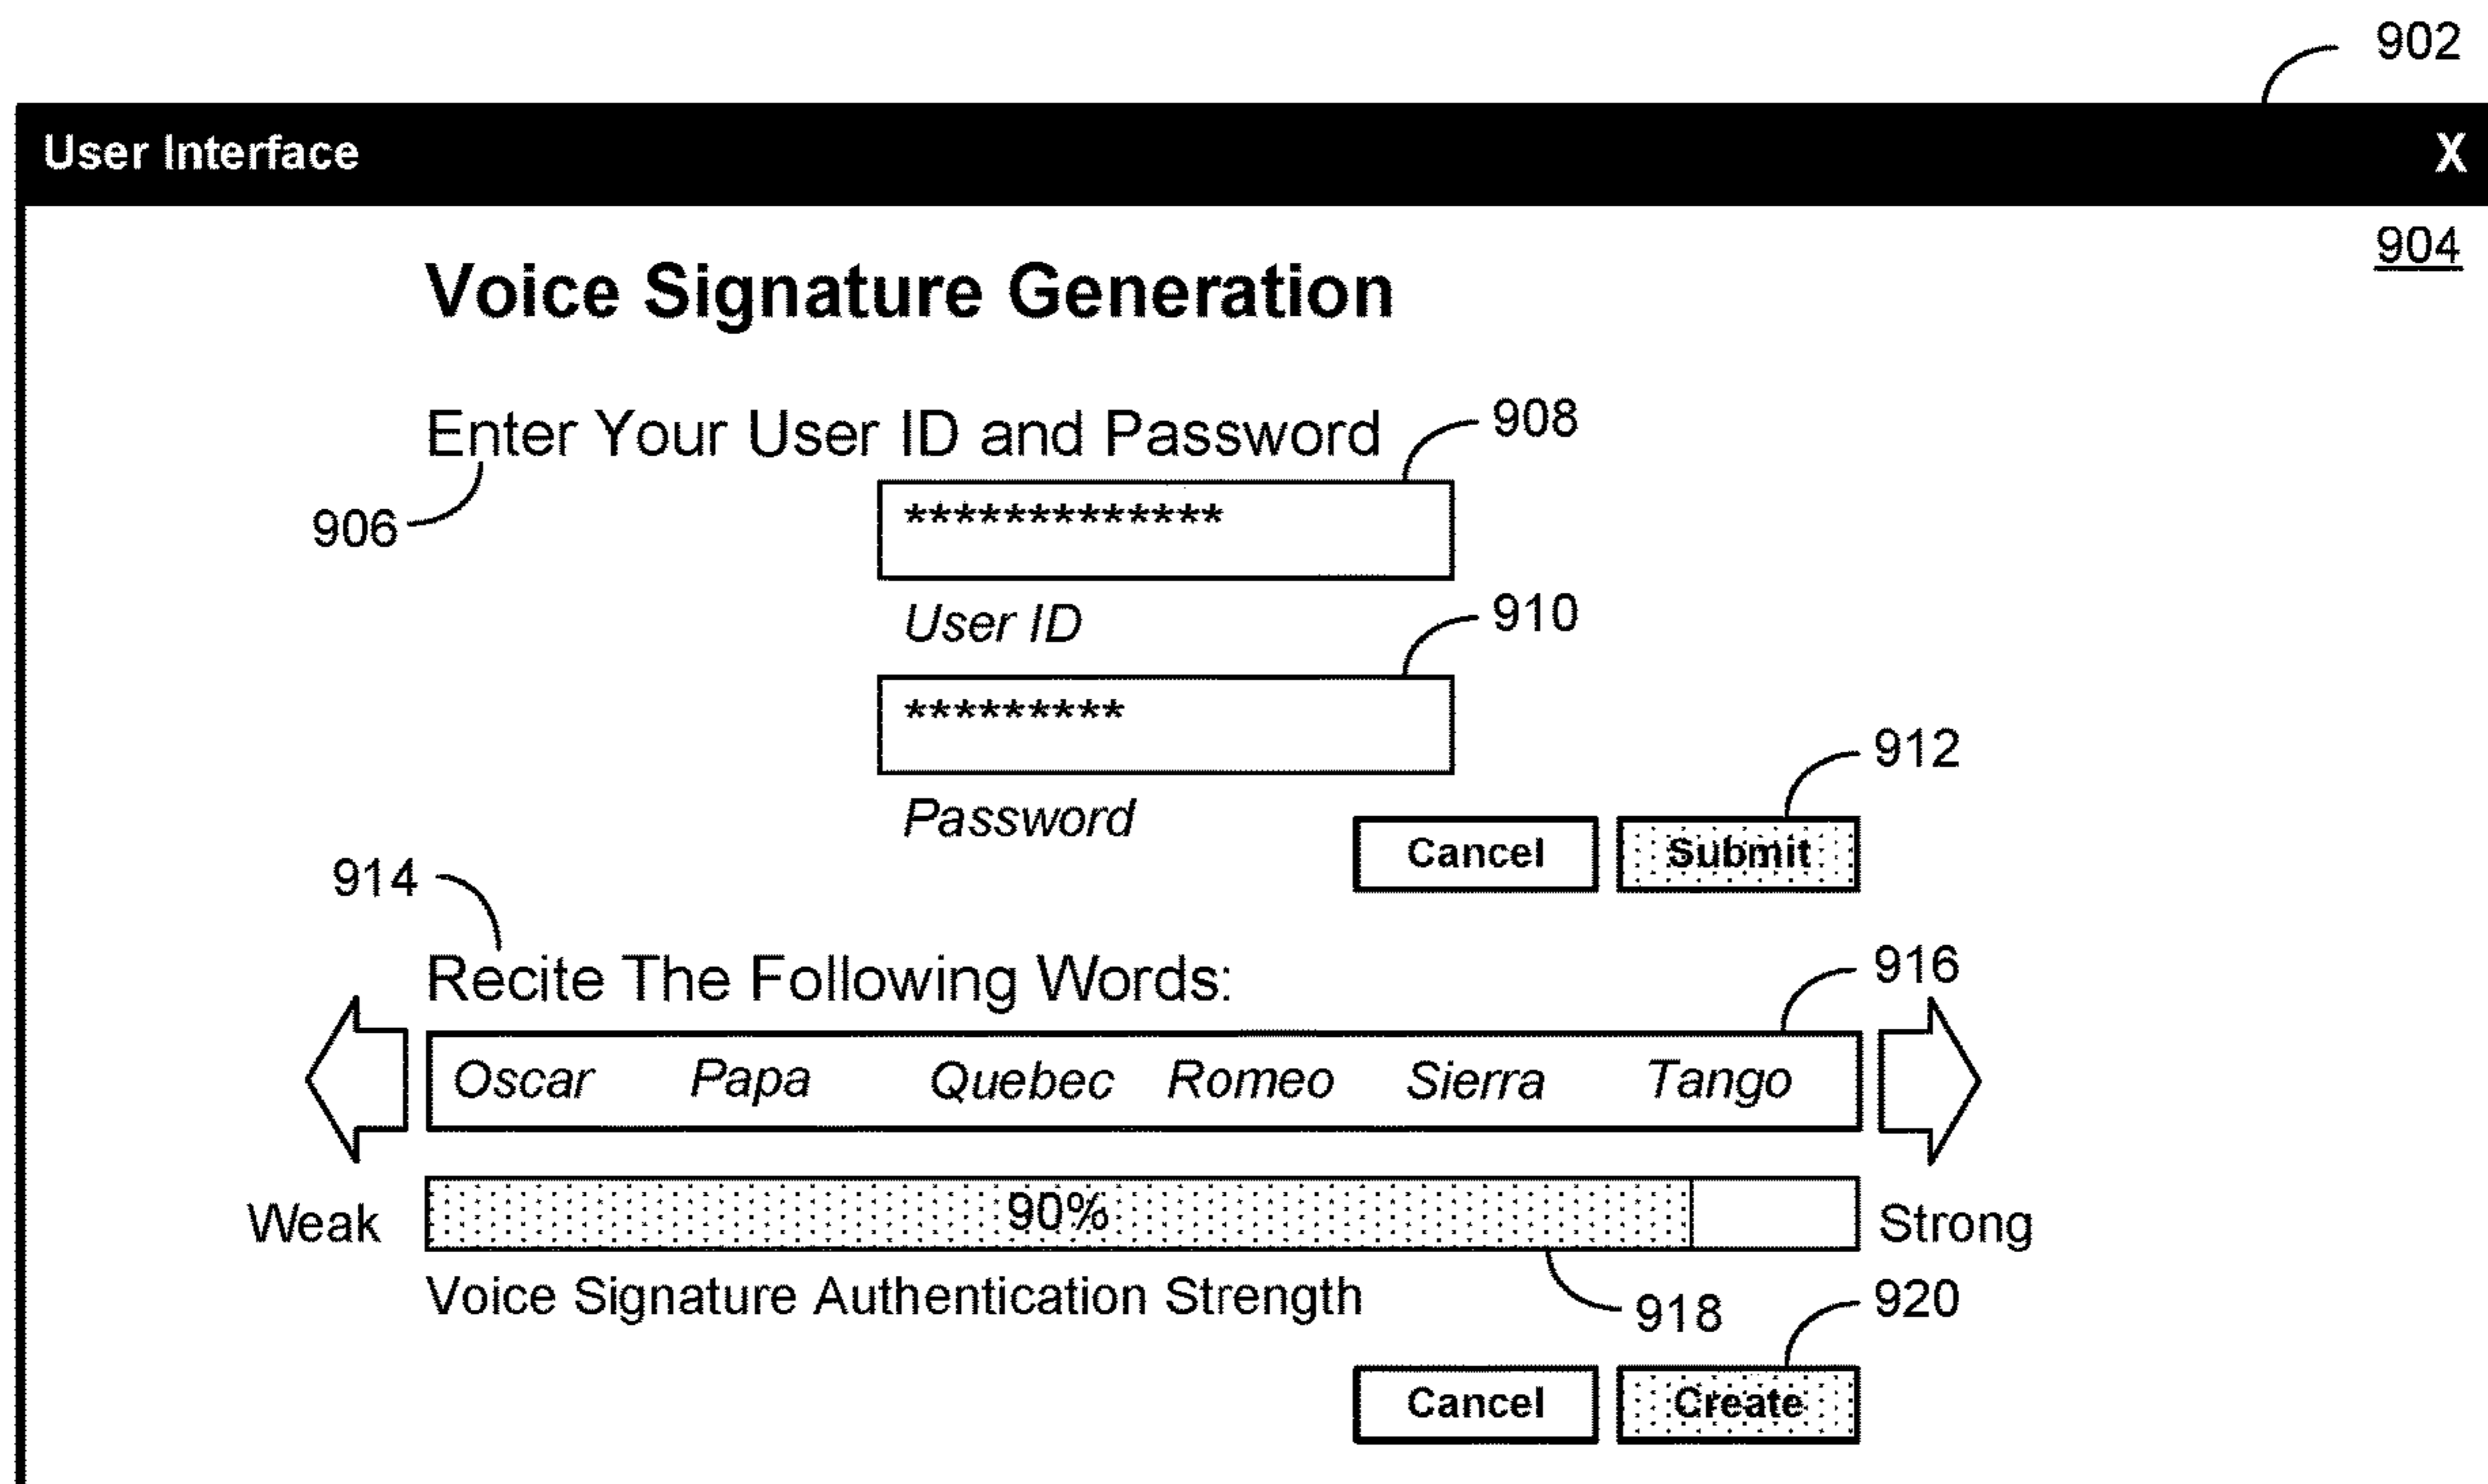 902
User Interface X
904
Voice Signature Generation
Enter Your User ID and Password 908
906 *************
User ID 910
*********
Password 912
Cancel Submit
914
Recite The Following Words: 916
Oscar Papa Quebec Romeo Sierra Tango
Weak 90% Strong
Voice Signature Authentication Strength 918 920
Cancel Create